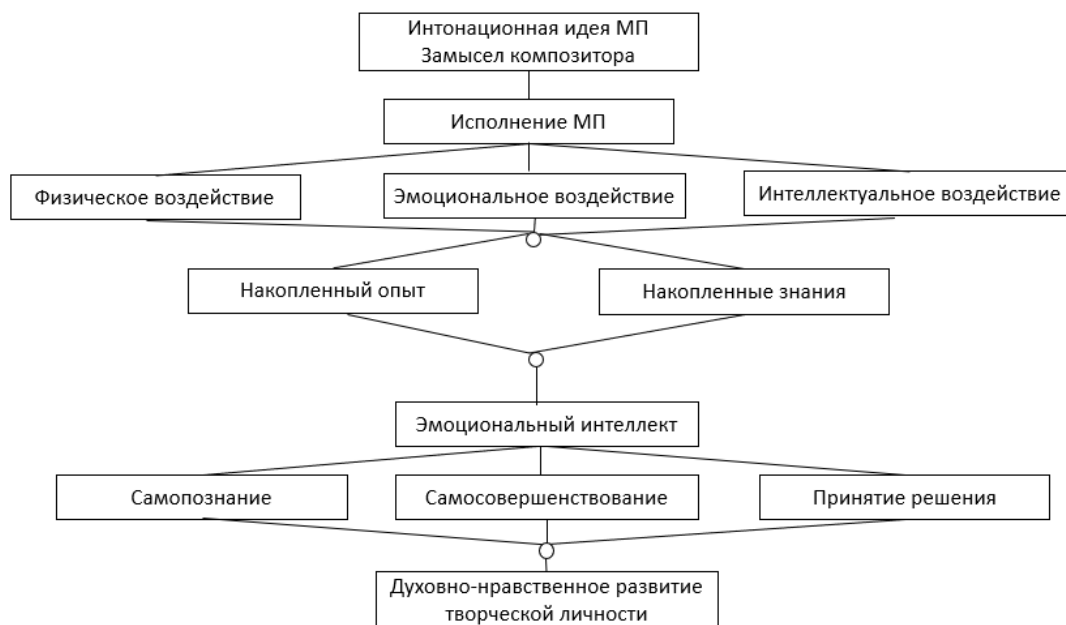 Интонационная идея МП
Замысел композитора
Исполнение МП
Физическое воздействие
Эмоциональное воздействие
Интеллектуальное воздействие
Накопленный опыт
Накопленные знания
Эмоциональный интеллект
Самопознание
Самосовершенствование
Принятие решения
Духовно-нравственное развитие
творческой личности